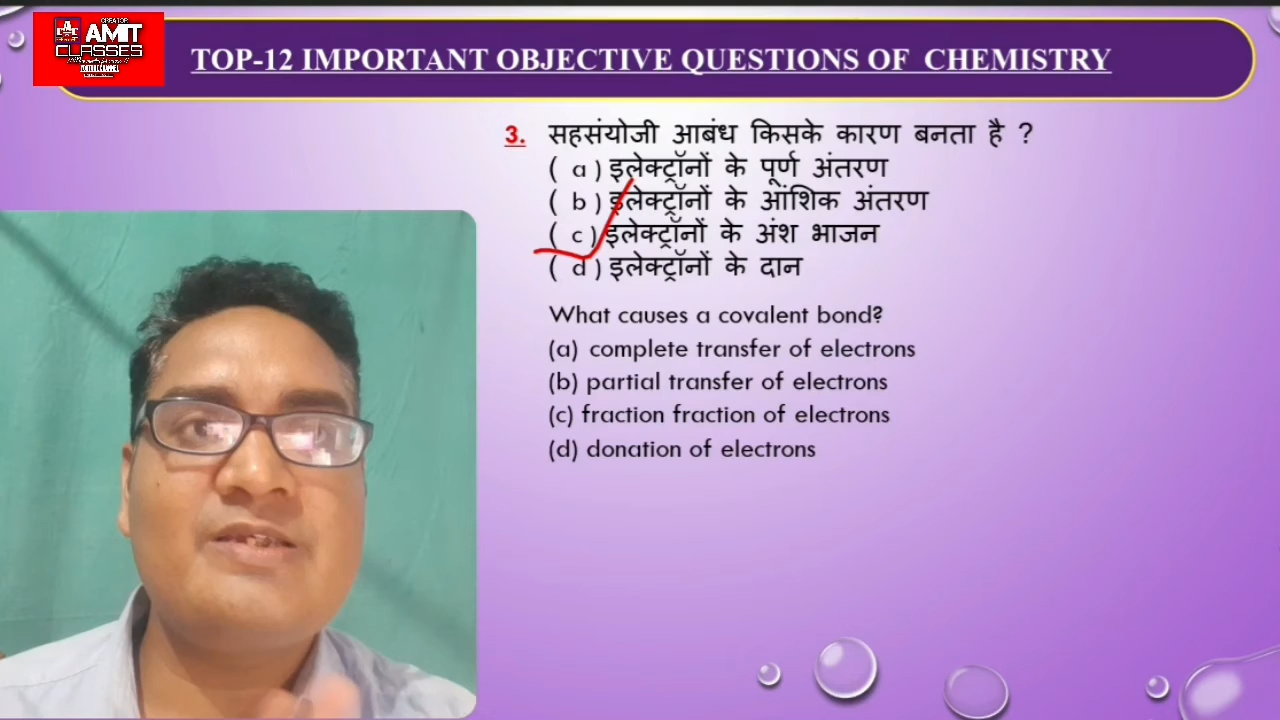 CREATOR
AMIT
CLASSES
TOP-12 IMPORTANT OBJECTIVE QUESTIONS OF CHEMISTRY
3. सहसंयोजी आबंध किसके कारण बनता है ?
( a ) इलेक्ट्रॉनों के पूर्ण अंतरण
( b ) इलेक्ट्रॉनों के आंशिक अंतरण
( c ) इलेक्ट्रॉनों के अंश भाजन
( d ) इलेक्ट्रॉनों के दान
What causes a covalent bond?
(a) complete transfer of electrons
(b) partial transfer of electrons
(c) fraction fraction of electrons
(d) donation of electrons